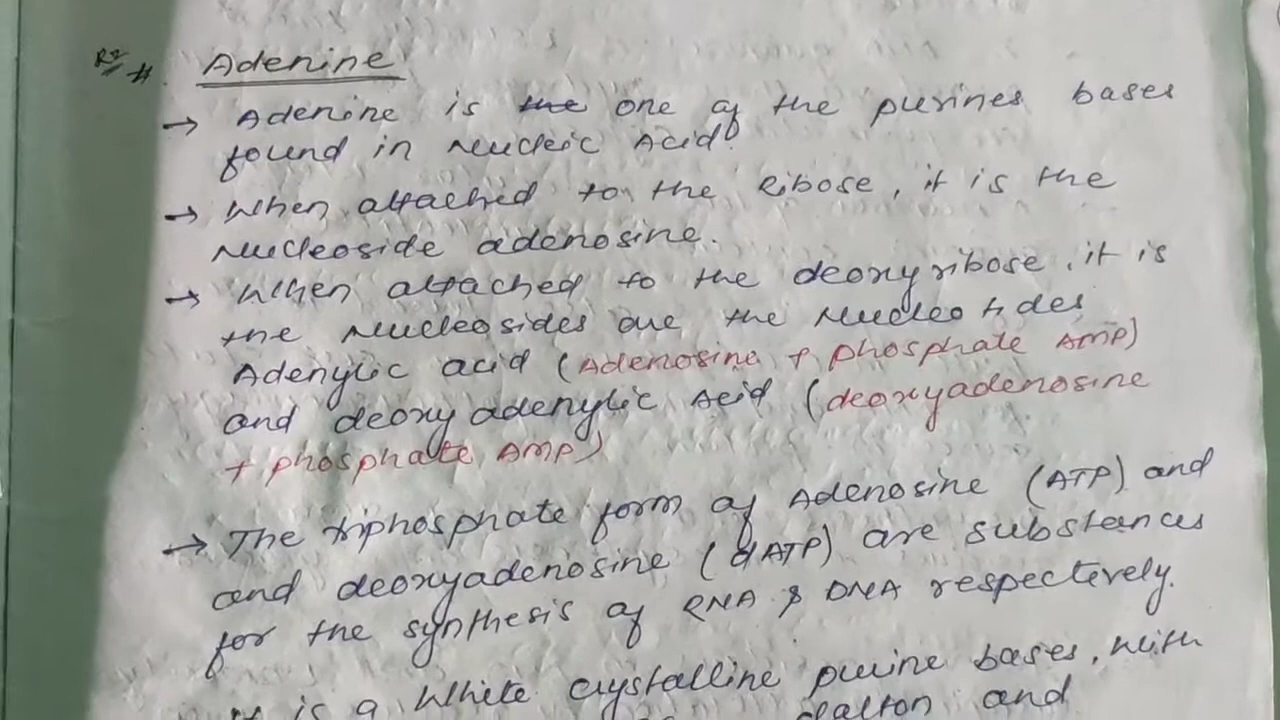 # Adenine
→ Adenine is the one of the purines bases
found in Nucleic Acid.
→ When attached to the Ribose, it is the
Nucleoside adenosine.
→ When attached to the deoxyribose, it is
the Nucleosides are the Nucleotides
Adenylic acid (Adenosine + phosphate AMP)
and deoxyadenylic Acid (deoxyadenosine
+ phosphate AMP)
→ The triphosphate form of Adenosine (ATP) and
and deoxyadenosine (dATP) are substances
for the synthesis of RNA & DNA respectively.
It is a White crystalline purine bases, with
dalton and